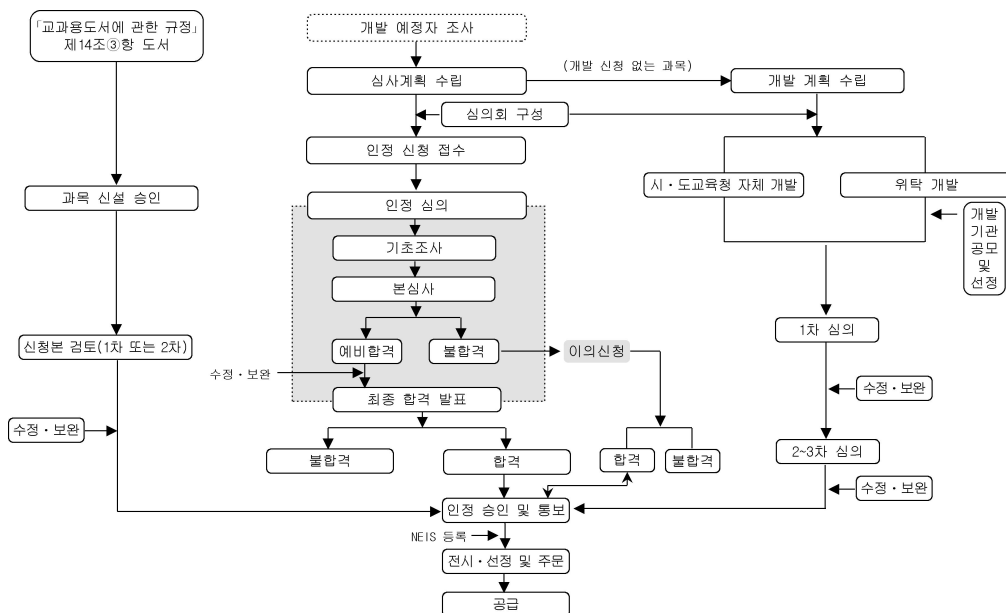 「교과용도서에 관한 규정」
제14조③항 도서
개발 예정자 조사
심사계획 수립
(개발 신청 없는 과목)
개발 계획 수립
심의회 구성
인정 신청 접수
과목 신설 승인
인정 심의
시・도교육청 자체 개발
위탁 개발
개발
기관
공모
및
선정
기초조사
본심사
신청본 검토(1차 또는 2차)
예비합격
불합격
이의신청
1차 심의
수정・보완
최종 합격 발표
수정・보완
수정・보완
불합격
합격
합격
불합격
2~3차 심의
수정・보완
인정 승인 및 통보
NEIS 등록
전시・선정 및 주문
공급